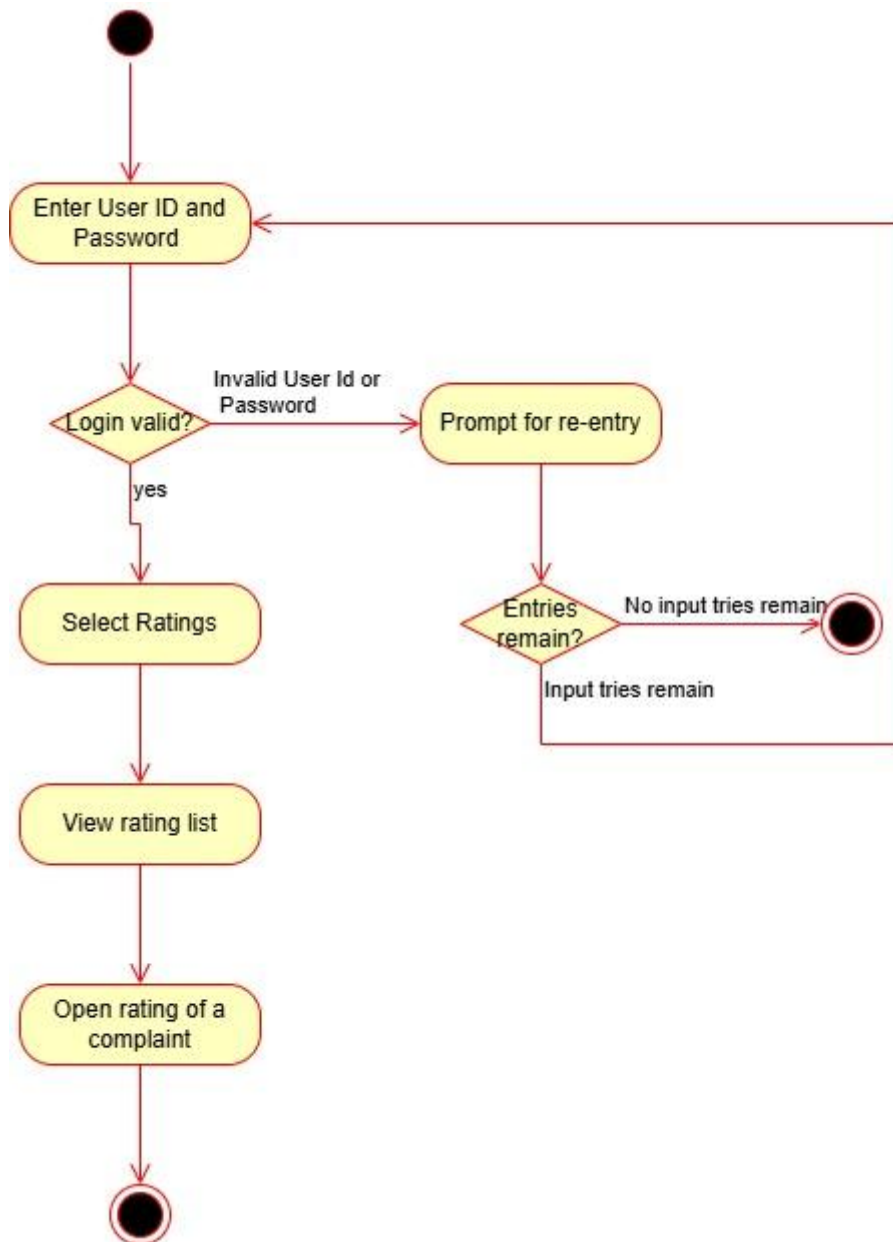 Enter User ID and
Password
Login valid?
Invalid User Id or
Password
Prompt for re-entry
yes
Select Ratings
Entries
remain?
No input tries remain
Input tries remain
View rating list
Open rating of a
complaint